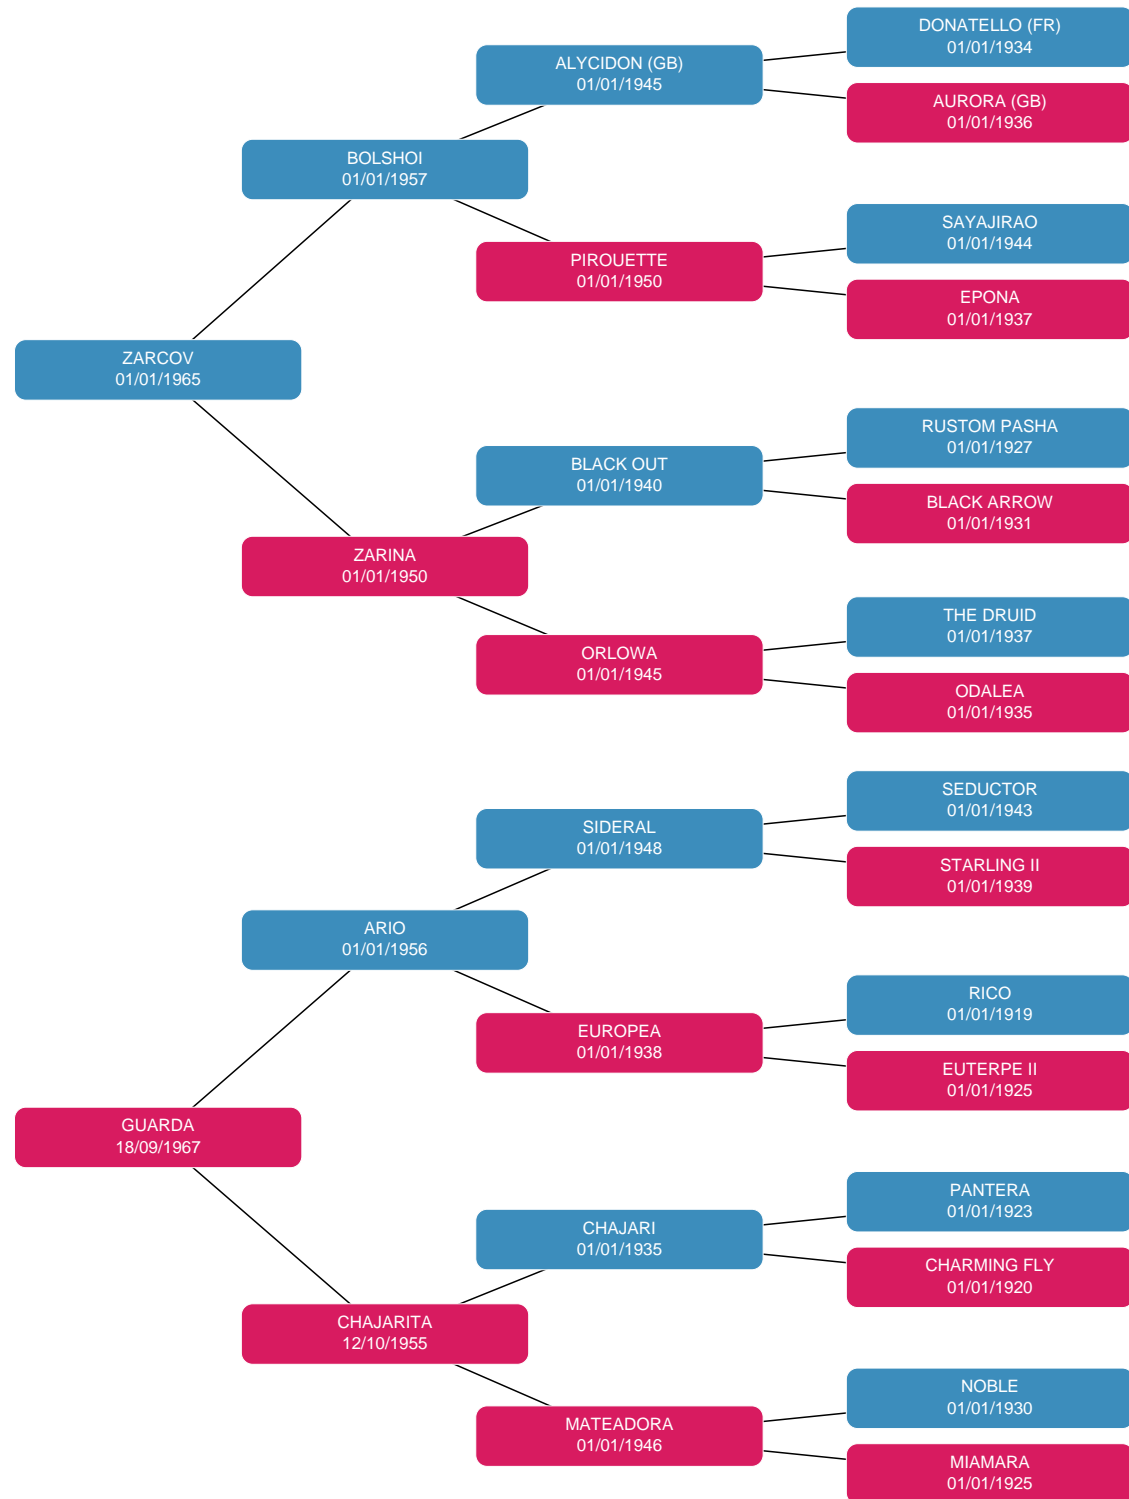 DONATELLO (FR)
01/01/1934
ALYCIDON (GB)
01/01/1945
AURORA (GB)
01/01/1936
BOLSHOI
01/01/1957
SAYAJIRAO
01/01/1944
PIROUETTE
01/01/1950
EPONA
01/01/1937
ZARCOV
01/01/1965
RUSTOM PASHA
01/01/1927
BLACK OUT
01/01/1940
BLACK ARROW
01/01/1931
ZARINA
01/01/1950
THE DRUID
01/01/1937
ORLOWA
01/01/1945
ODALEA
01/01/1935
SEDUCTOR
01/01/1943
SIDERAL
01/01/1948
STARLING II
01/01/1939
ARIO
01/01/1956
RICO
01/01/1919
EUROPEA
01/01/1938
EUTERPE II
01/01/1925
GUARDA
18/09/1967
PANTERA
01/01/1923
CHAJARI
01/01/1935
CHARMING FLY
01/01/1920
CHAJARITA
12/10/1955
NOBLE
01/01/1930
MATEADORA
01/01/1946
MIAMARA
01/01/1925